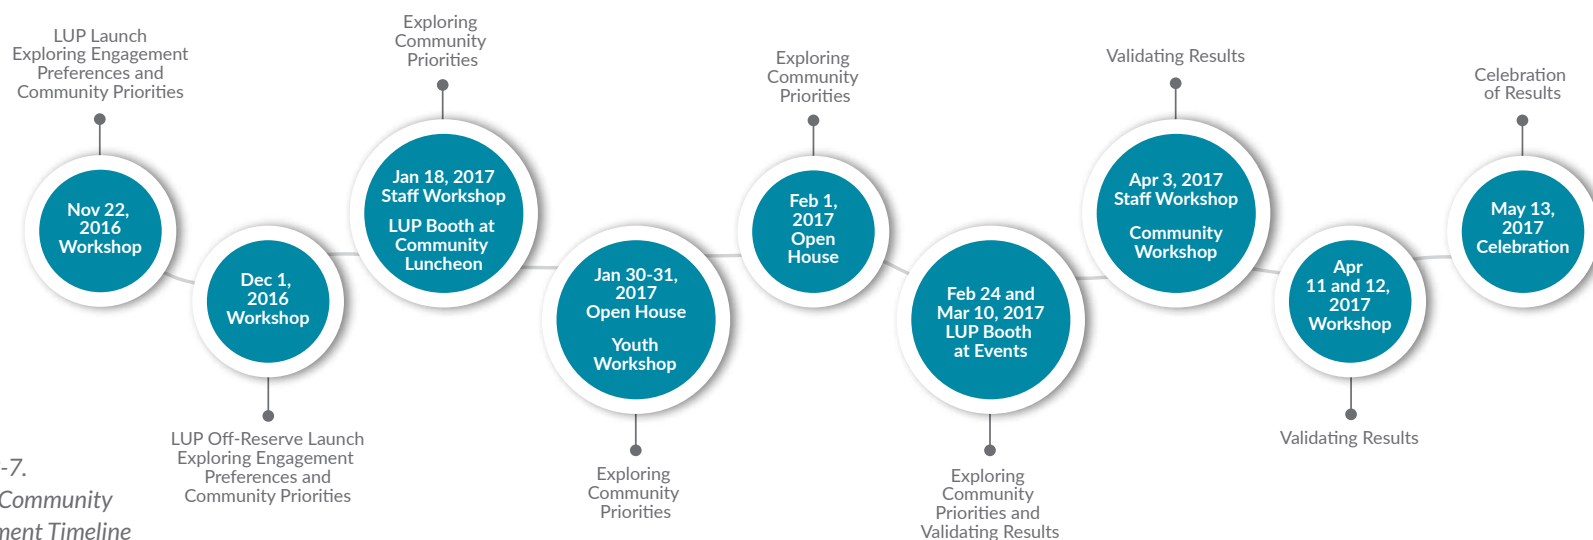 LUP Launch
Exploring Engagement
Preferences and
Community Priorities
Nov 22,
2016
Workshop
Dec 1,
2016
Workshop
LUP Off-Reserve Launch
Exploring Engagement
Preferences and
Community Priorities
Exploring
Community
Priorities
Jan 18, 2017
Staff Workshop
LUP Booth at
Community
Luncheon
Jan 30-31,
2017
Open House
Youth
Workshop
Exploring
Community
Priorities
Exploring
Community
Priorities
Feb 1,
2017
Open
House
Feb 24 and
Mar 10, 2017
LUP Booth
at Events
Exploring
Community
Priorities and
Validating Results
Validating Results
Apr 3, 2017
Staff Workshop
Community
Workshop
Apr
11 and 12,
2017
Workshop
Validating Results
Celebration
of Results
May 13,
2017
Celebration
-7.
Community
ment Timeline